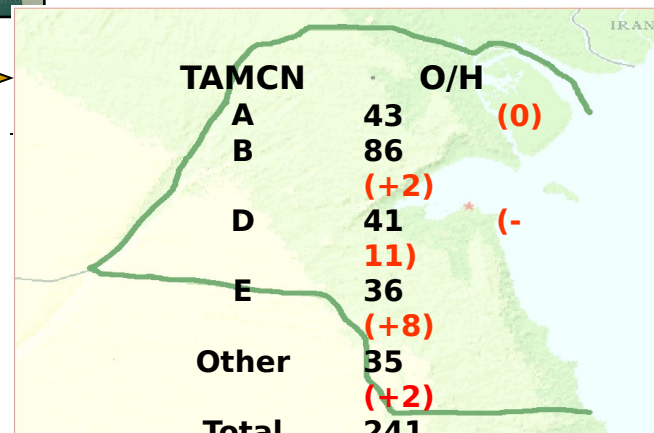 IRAN
TAMCN O/H
A 43 (0)
B 86
(+2)
D 41 (-
11)
E 36
(+8)
Other 35
(+2)
Total 241